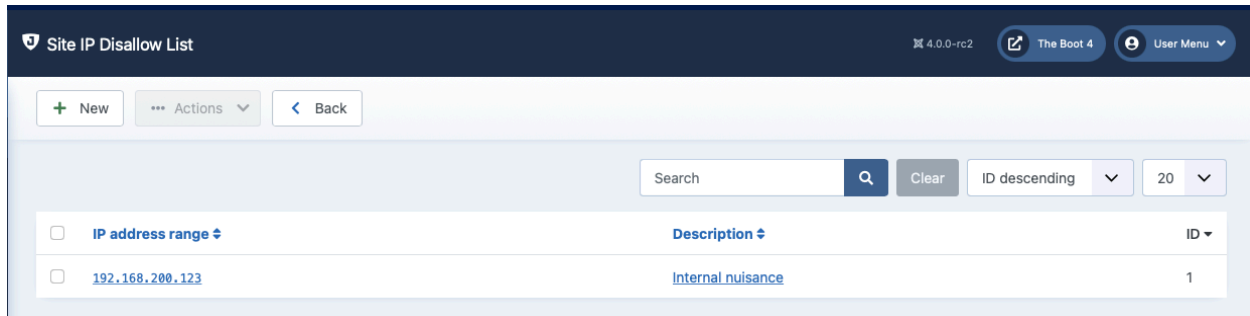 Site IP Disallow List 4.0.0-rc2 The Boot 4 User Menu
+ New ... Actions Back
Search Clear ID descending 20
IP address range Description ID
192.168.200.123 Internal nuisance 1